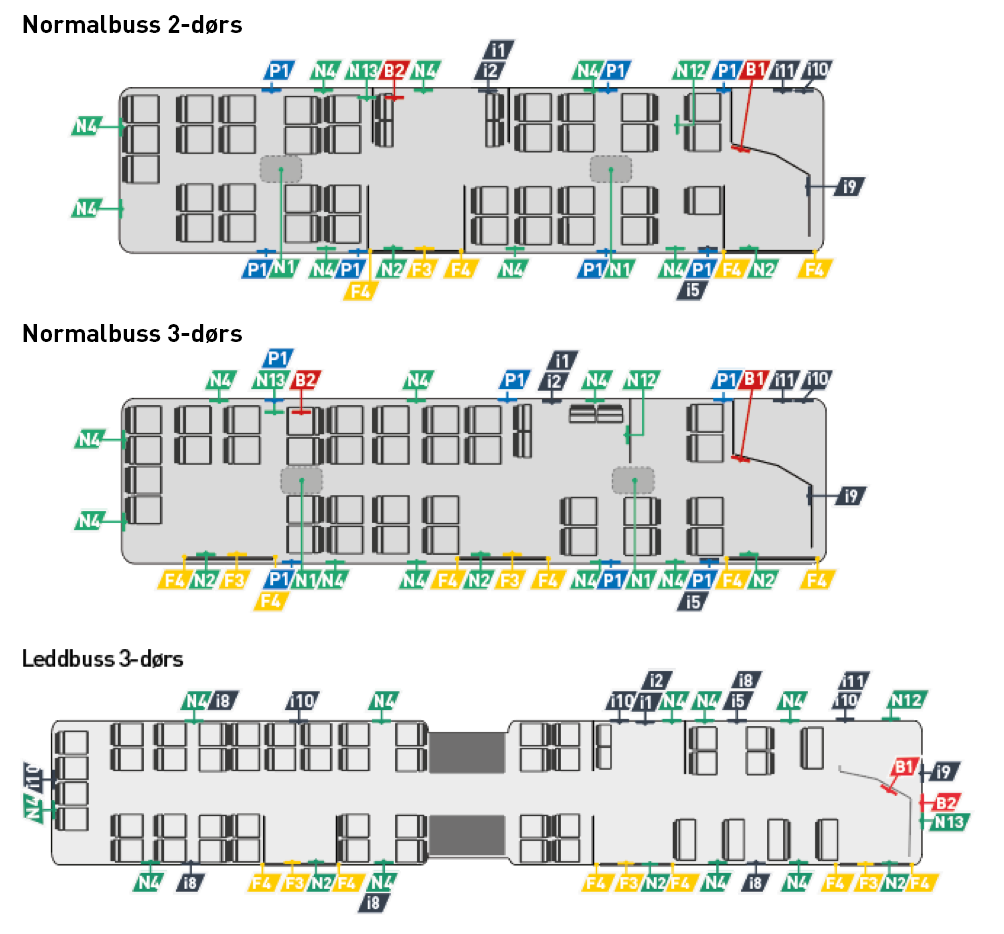 Normalbuss 2-dørs
i1
P1 N4 N13 B2 N4 i2 N4 P1 N12 P1 B1 i11 i10
N4
i9
N4
P1 N1 N4 P1 N2 F3 F4 N4 P1 N1 N4 P1 F4 N2 F4
F4 i5
Normalbuss 3-dørs
P1 i1
N4 N13 B2 N4 P1 i2 N4 N12 P1 B1 i11 i10
N4
i9
N4
F4 N2 F3 P1 N1 N4 N4 F4 N2 F3 F4 N4 P1 N1 N4 P1 F4 N2 F4
F4 i5
Leddbuss 3-dørs
i2 i8 i11
N4 i8 i10 N4 i10 i1 N4 N4 i5 N4 i10 N12
i10 B1 i9
N4 B2
N13
N4 i8 F4 F3 N2 F4 N4 F4 F3 N2 F4 N4 i8 N4 F4 F3 N2 F4
i8